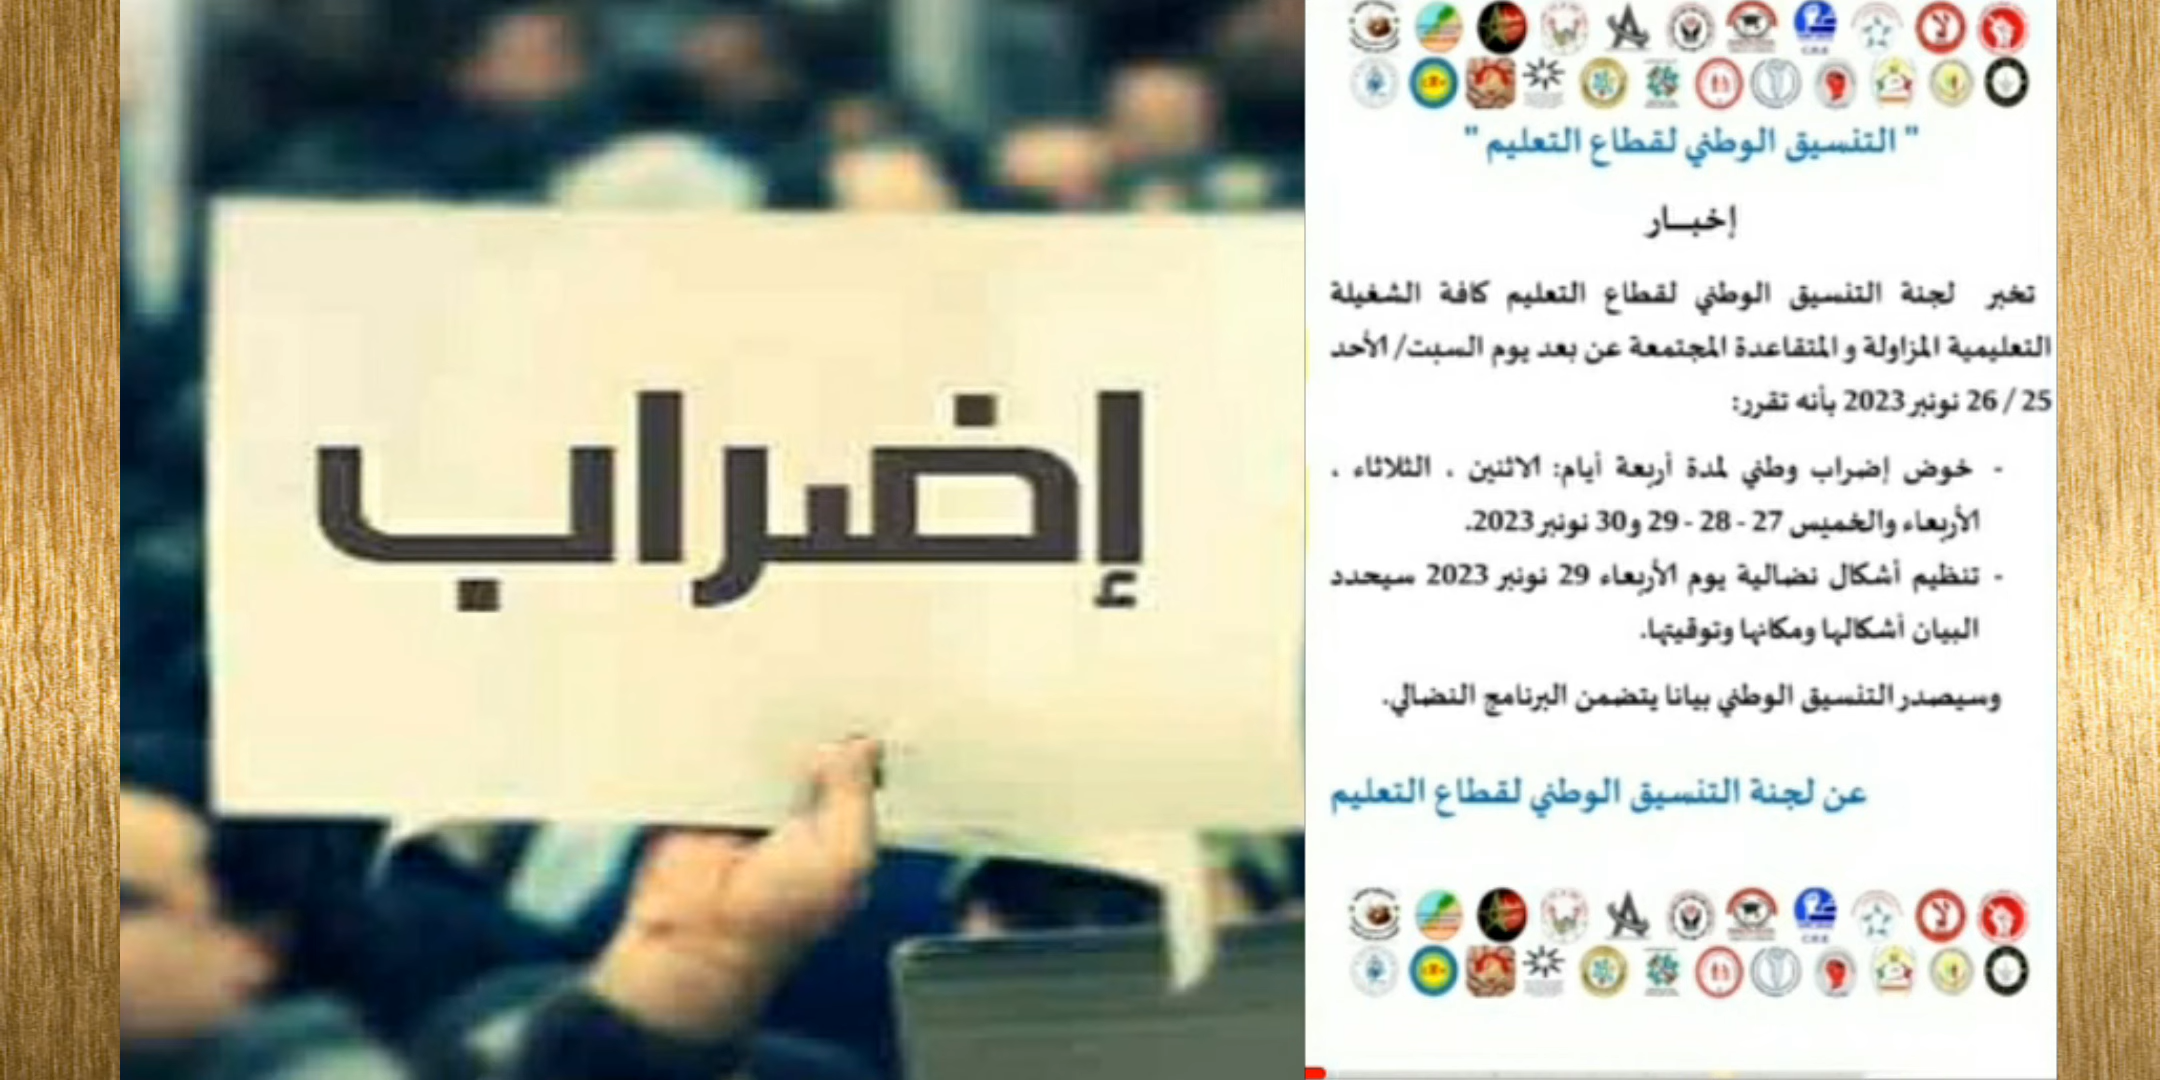 إضراب
" التنسيق الوطني لقطاع التعليم "
إخبــار
تخبر لجنة التنسيق الوطني لقطاع التعليم كافة الشغيلة
التعليمية المزاولة و المتقاعدة المجتمعة عن بعد يوم السبت/ الأحد
25 / 26 نونبر 2023 بأنه تقرر:
- خوض إضراب وطني لمدة أربعة أيام: الاثنين ، الثلاثاء ،
الأربعاء والخميس 27 - 28 - 29 و30 نونبر 2023.
- تنظيم أشكال نضالية يوم الأربعاء 29 نونبر 2023 سيحدد
البيان أشكالها ومكانها وتوقيتها.
وسيصدر التنسيق الوطني بيانا يتضمن البرنامج النضالي.
عن لجنة التنسيق الوطني لقطاع التعليم